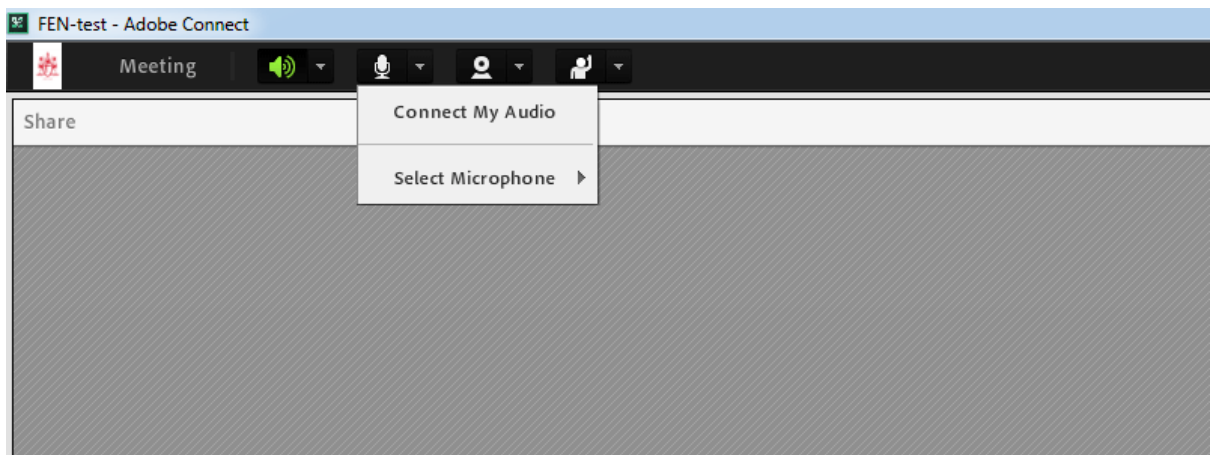 FEN-test - Adobe Connect
Meeting
Connect My Audio
Share
Select Microphone